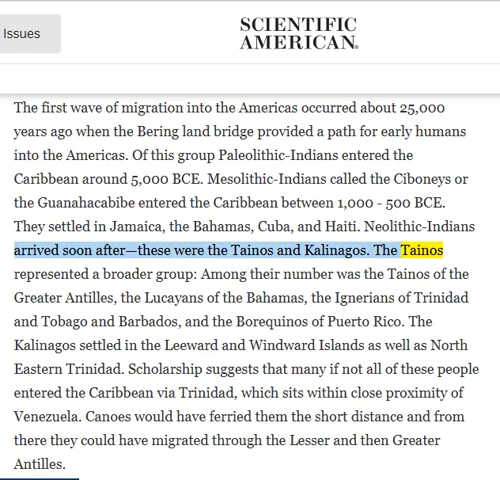 Issues
SCIENTIFIC
AMERICAN®
The first wave of migration into the Americas occurred about 25,000
years ago when the Bering land bridge provided a path for early humans
into the Americas. Of this group Paleolithic-Indians entered the
Caribbean around 5,000 BCE. Mesolithic-Indians called the Ciboneys or
the Guanahacabibe entered the Caribbean between 1,000 - 500 BCE.
They settled in Jamaica, the Bahamas, Cuba, and Haiti. Neolithic-Indians
arrived soon after—these were the Tainos and Kalinagos. The Tainos
represented a broader group: Among their number was the Tainos of the
Greater Antilles, the Lucayans of the Bahamas, the Ignerians of Trinidad
and Tobago and Barbados, and the Borequinos of Puerto Rico. The
Kalinagos settled in the Leeward and Windward Islands as well as North
Eastern Trinidad. Scholarship suggests that many if not all of these people
entered the Caribbean via Trinidad, which sits within close proximity of
Venezuela. Canoes would have ferried them the short distance and from
there they could have migrated through the Lesser and then Greater
Antilles.